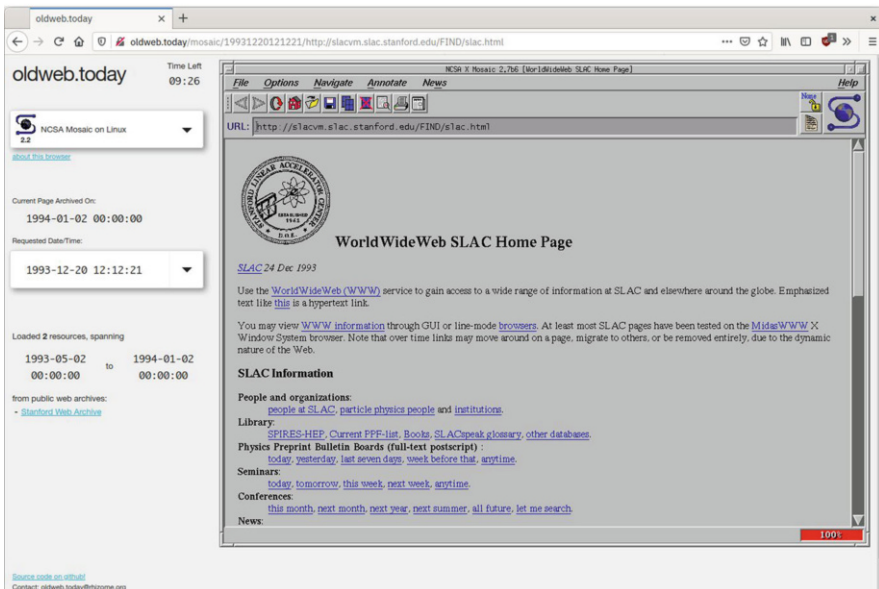 oldweb.today
oldweb.today/mosaic/19931220121221/http://slacvm.slac.stanford.edu/FIND/slac.html
oldweb.today
Time Left
09:26
NCSA Mosaic on Linux
2.2
about this browser
Current Page Archived On:
1994-01-02 00:00:00
Requested Date/Time:
1993-12-20 12:12:21
Loaded 2 resources, spanning
1993-05-02 00:00:00 to 1994-01-02 00:00:00
from public web archives:
- Stanford Web Archive
Source code on github!
Contact: oldweb.today@rhizome.org
NCSA X Mosaic 2.7b6 [WorldWideWeb SLAC Home Page]
File Options Navigate Annotate News Help
URL: http://slacvm.slac.stanford.edu/FIND/slac.html
STANFORD LINEAR ACCELERATOR CENTER
ESTABLISHED
1962
D.O.E.
WorldWideWeb SLAC Home Page
SLAC 24 Dec 1993
Use the WorldWideWeb (WWW) service to gain access to a wide range of information at SLAC and elsewhere around the globe. Emphasized
text like this is a hypertext link.
You may view WWW information through GUI or line-mode browsers. At least most SLAC pages have been tested on the MidasWWW X
Window System browser. Note that over time links may move around on a page, migrate to others, or be removed entirely, due to the dynamic
nature of the Web.
SLAC Information
People and organizations:
people at SLAC, particle physics people and institutions.
Library:
SPIRES-HEP, Current PPF-list, Books, SLACspeak glossary, other databases.
Physics Preprint Bulletin Boards (full-text postscript) :
today, yesterday, last seven days, week before that, anytime.
Seminars:
today, tomorrow, this week, next week, anytime.
Conferences:
this month, next month, next year, next summer, all future, let me search.
News:
100%